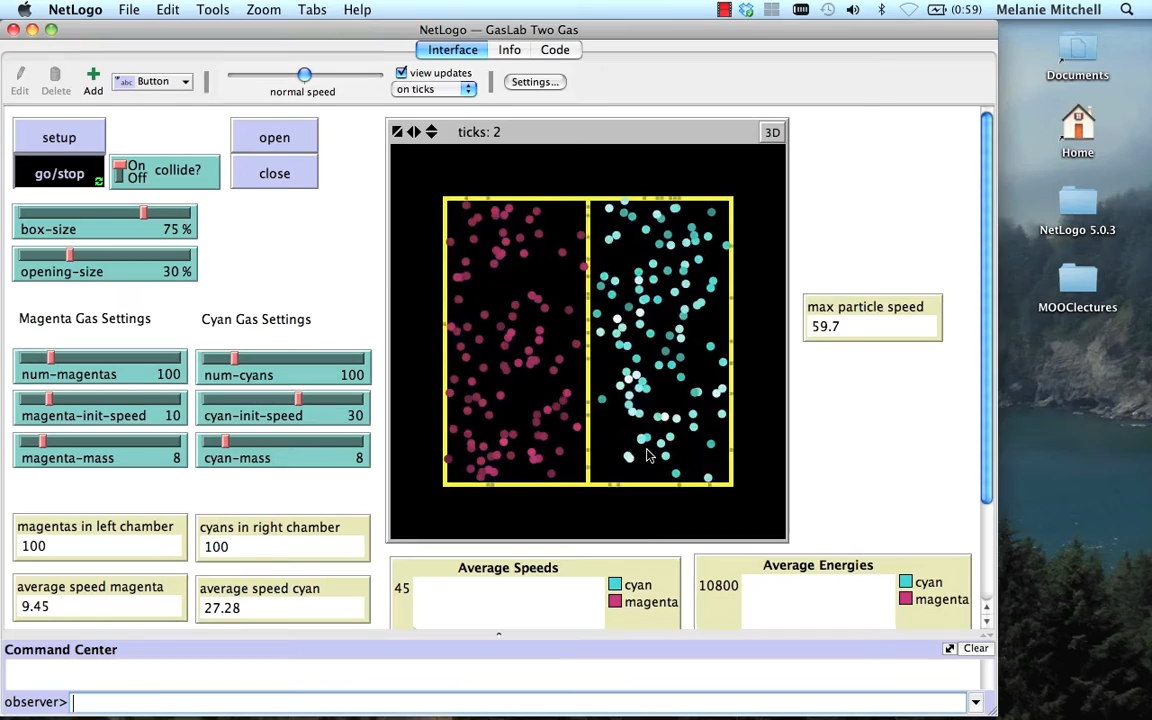 NetLogo File Edit Tools Zoom Tabs Help (0:59) Melanie Mitchell
NetLogo — GasLab Two Gas
Interface Info Code
Edit Delete Add abc Button normal speed view updates on ticks Settings...
setup open
go/stop On Off collide? close
ticks: 2 3D
box-size 75 %
opening-size 30 %
Magenta Gas Settings Cyan Gas Settings
num-magentas 100 num-cyans 100
magenta-init-speed 10 cyan-init-speed 30
magenta-mass 8 cyan-mass 8
max particle speed
59.7
magentas in left chamber cyans in right chamber
100 100
average speed magenta average speed cyan
9.45 27.28
Average Speeds Average Energies
45 cyan 10800 cyan
magenta magenta
Command Center Clear
observer>
Documents
Home
NetLogo 5.0.3
MOOClectures